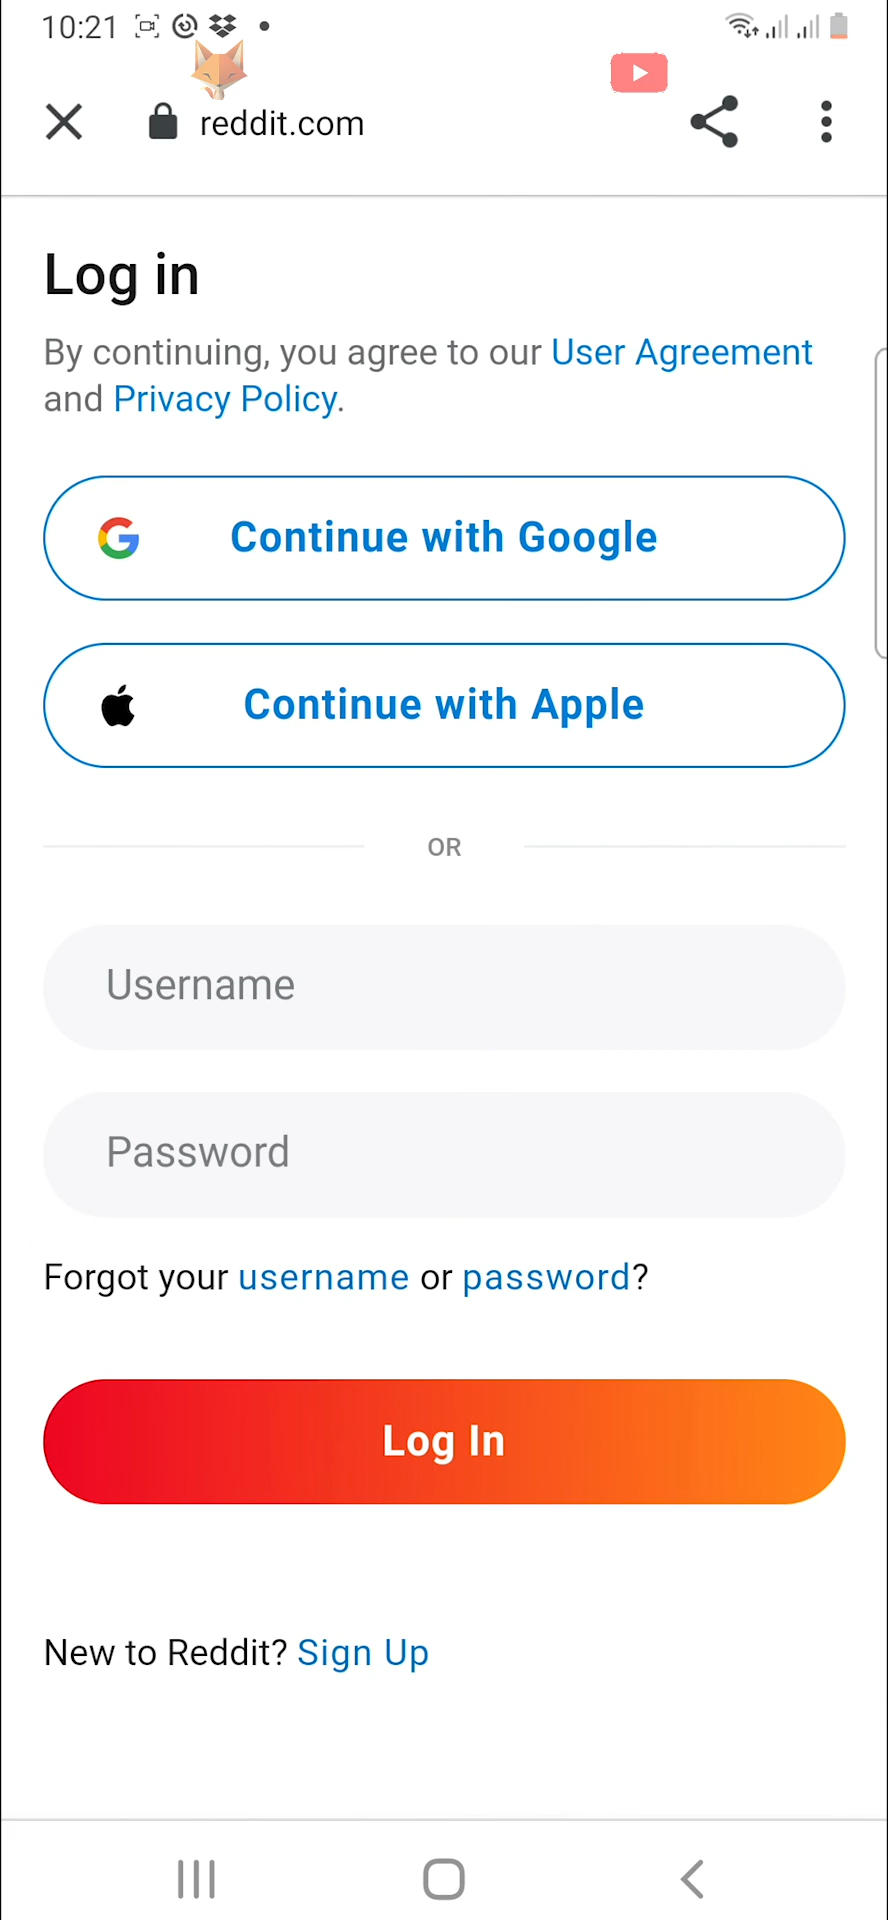 10:21
reddit.com
Log in
By continuing, you agree to our User Agreement
and Privacy Policy.
Continue with Google
Continue with Apple
OR
Username
Password
Forgot your username or password?
Log In
New to Reddit? Sign Up